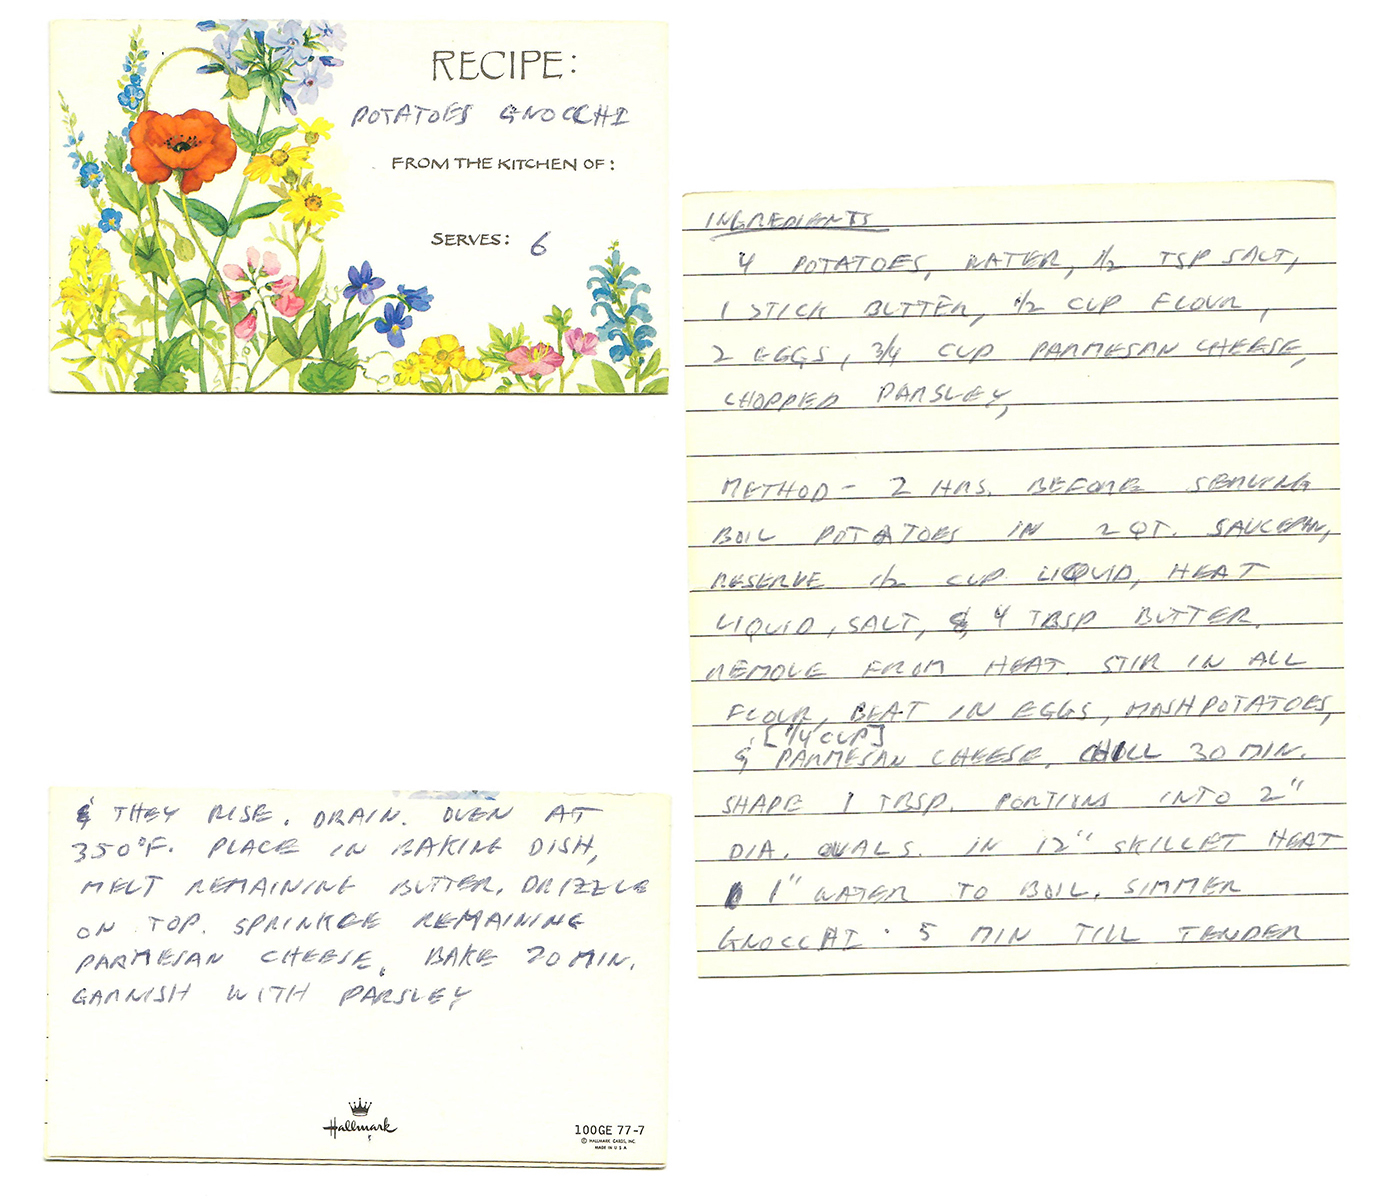 RECIPE:
POTATOES GNOCCHI
FROM THE KITCHEN OF:
SERVES: 6
INGREDIENTS
4 POTATOES, WATER, 1/2 TSP SALT,
1 STICK BUTTER, 1/2 CUP FLOUR,
2 EGGS, 3/4 CUP PARMESAN CHEESE,
CHOPPED PARSLEY,
METHOD - 2 HRS. BEFORE SERVING
BOIL POTATOES IN 2 QT. SAUCEPAN,
RESERVE 1/2 CUP LIQUID, HEAT
LIQUID, SALT, & 4 TBSP BUTTER.
REMOVE FROM HEAT. STIR IN ALL
FLOUR, BEAT IN EGGS, MASH POTATOES,
[1/4 CUP]
& PARMESAN CHEESE, CHILL 30 MIN.
SHAPE 1 TBSP. PORTIONS INTO 2"
DIA. OVALS. IN 12" SKILLET HEAT
1" WATER TO BOIL. SIMMER
GNOCCHI · 5 MIN TILL TENDER
& THEY RISE. DRAIN. OVEN AT
350°F. PLACE IN BAKING DISH,
MELT REMAINING BUTTER. DRIZZLE
ON TOP. SPRINKLE REMAINING
PARMESAN CHEESE. BAKE 20 MIN.
GARNISH WITH PARSLEY
Hallmark
100GE 77-7
© HALLMARK CARDS, INC.
MADE IN U S A